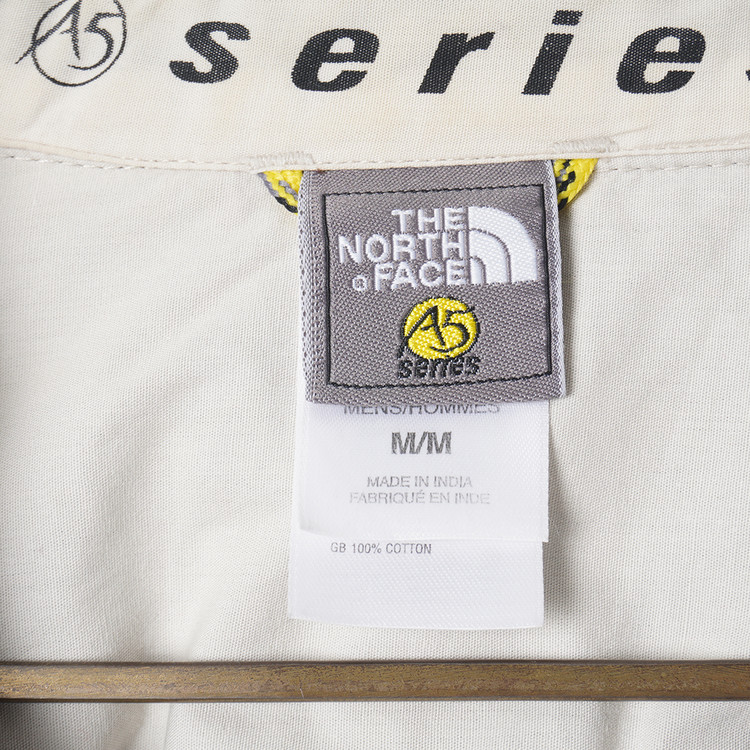 A5 series
THE
NORTH
® FACE
A5
series
MENS/HOMMES
M/M
MADE IN INDIA
FABRIQUÉ EN INDE
GB 100% COTTON